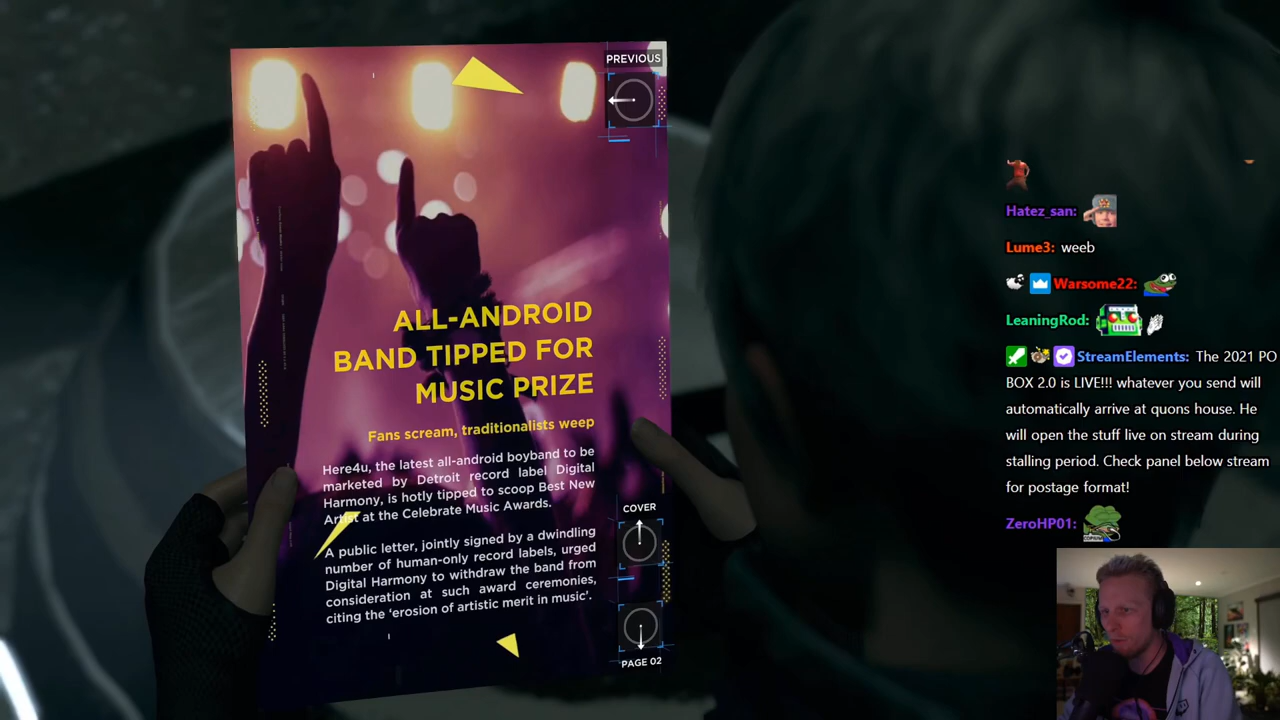 PREVIOUS
ALL-ANDROID
BAND TIPPED FOR
MUSIC PRIZE
Fans scream, traditionalists weep
Here4u, the latest all-android boyband to be
marketed by Detroit record label Digital
Harmony, is hotly tipped to scoop Best New
Artist at the Celebrate Music Awards.
A public letter, jointly signed by a dwindling
number of human-only record labels, urged
Digital Harmony to withdraw the band from
consideration at such award ceremonies,
citing the ‘erosion of artistic merit in music’.
COVER
PAGE 02
Hatez_san:
Lume3: weeb
Warsome22:
LeaningRod:
StreamElements: The 2021 PO
BOX 2.0 is LIVE!!! whatever you send will
automatically arrive at quons house. He
will open the stuff live on stream during
stalling period. Check panel below stream
for postage format!
ZeroHP01: